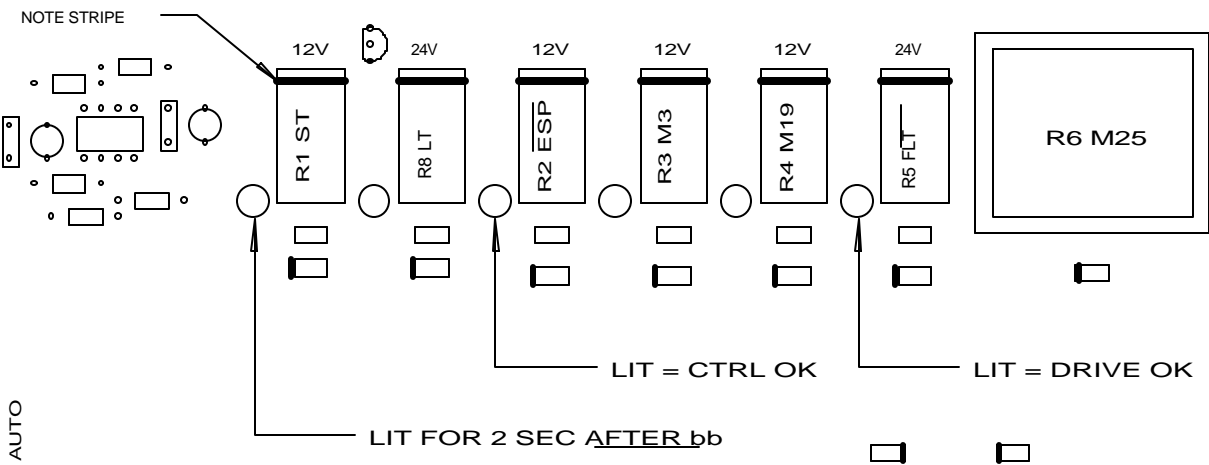 NOTE STRIPE
12V 24V 12V 12V 12V 24V
R1 ST
R8 LT
R2 ESP
R3 M3
R4 M19
R5 FLT
R6 M25
LIT = CTRL OK
LIT = DRIVE OK
LIT FOR 2 SEC AFTER bb
AUTO